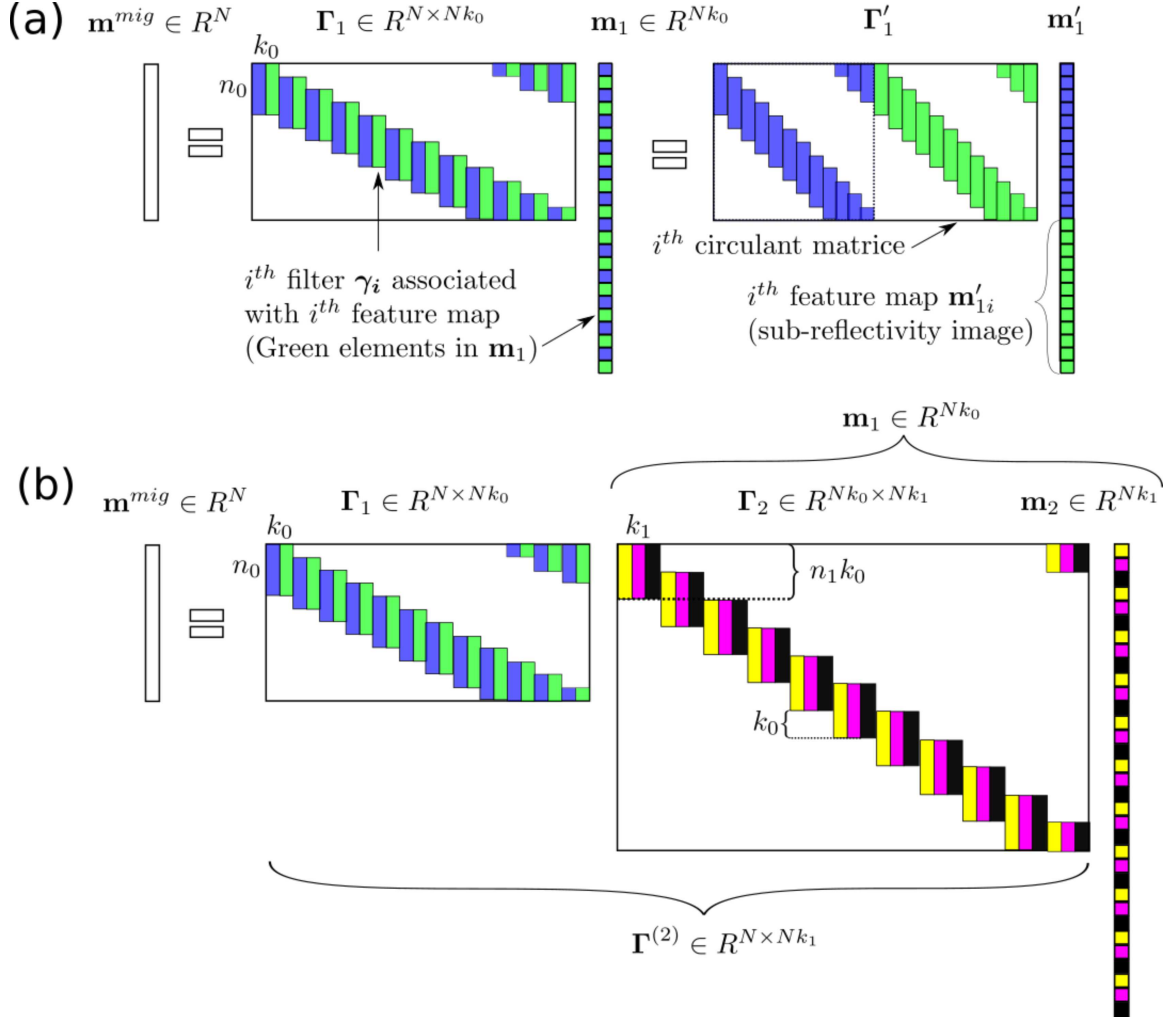 (a)
𝐦^{mig} ∈ R^N
𝚪_1 ∈ R^{N×Nk_0}
𝐦_1 ∈ R^{Nk_0}
𝚪′_1
𝐦′_1
k_0
n_0
i^{th} filter 𝜸_𝒊 associated
with i^{th} feature map
(Green elements in 𝐦_1)
i^{th} circulant matrice
i^{th} feature map 𝐦′_{1i}
(sub-reflectivity image)
𝐦_1 ∈ R^{Nk_0}
(b)
𝐦^{mig} ∈ R^N
𝚪_1 ∈ R^{N×Nk_0}
𝚪_2 ∈ R^{Nk_0×Nk_1}
𝐦_2 ∈ R^{Nk_1}
k_0
k_1
n_0
n_1k_0
k_0
𝚪^{(2)} ∈ R^{N×Nk_1}